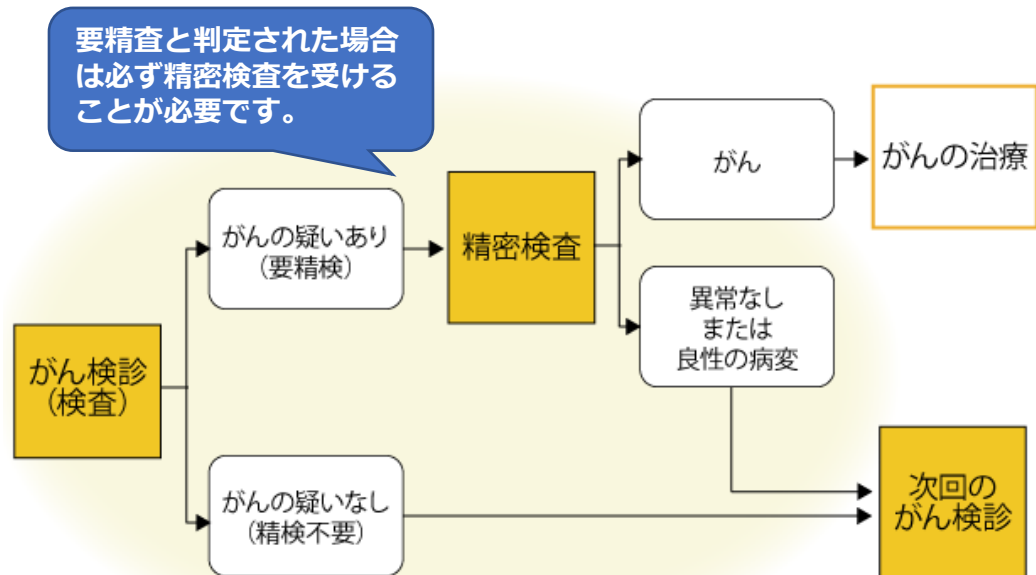 要精査と判定された場合
は必ず精密検査を受ける
ことが必要です。
がん検診
（検査）
がんの疑いあり
（要精検）
精密検査
がん
がんの治療
異常なし
または
良性の病変
がんの疑いなし
（精検不要）
次回の
がん検診